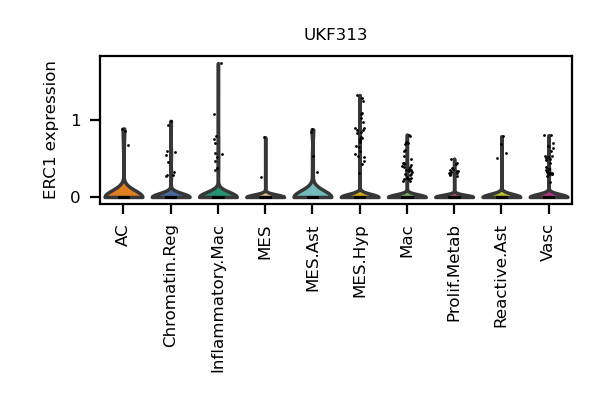 UKF313
ERC1 expression
1
0
AC
Chromatin.Reg
Inflammatory.Mac
MES
MES.Ast
MES.Hyp
Mac
Prolif.Metab
Reactive.Ast
Vasc